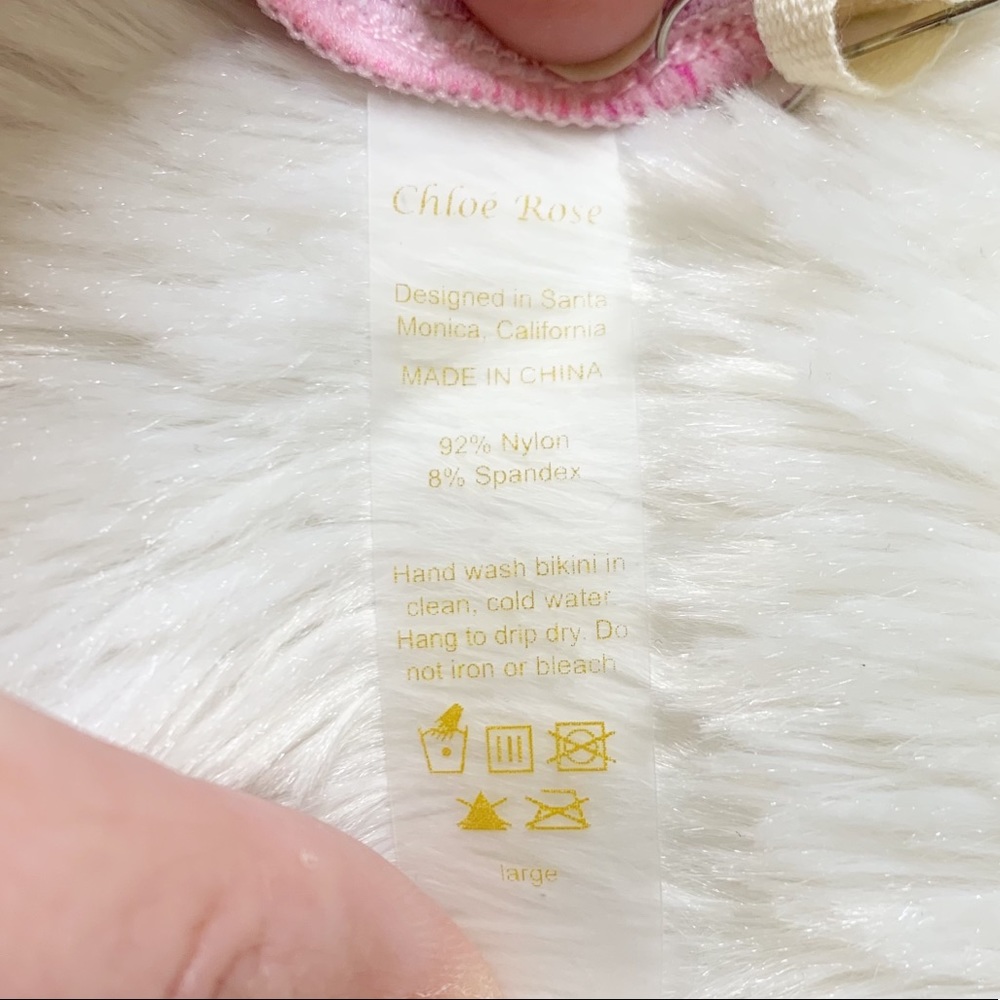 Chloe Rose
Designed in Santa
Monica, California
MADE IN CHINA
92% Nylon
8% Spandex
Hand wash bikini in
clean, cold water
Hang to drip dry. Do
not iron or bleach
large